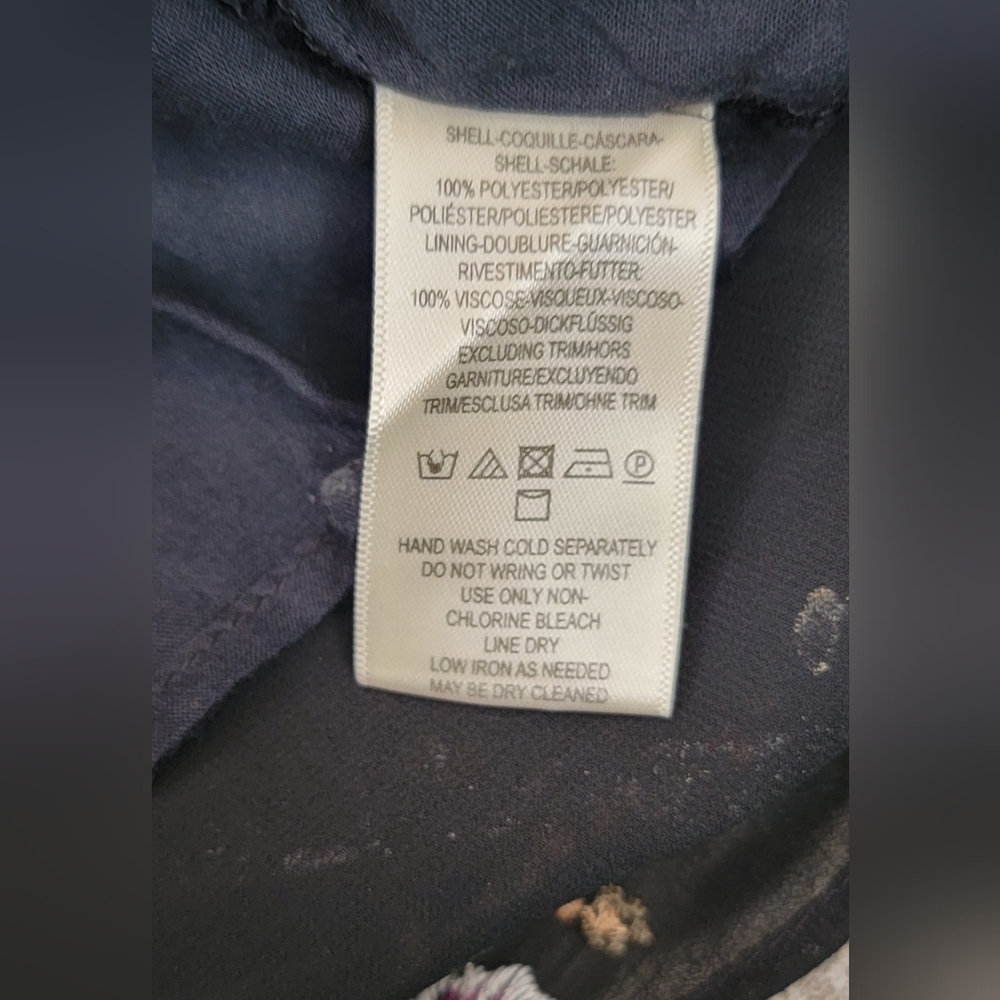 SHELL-COQUILLE-CÁSCARA-
SHELL-SCHALE:
100% POLYESTER/POLYESTER/
POLIÉSTER/POLIESTERE/POLYESTER
LINING-DOUBLURE-GUARNICIÓN-
RIVESTIMENTO-FUTTER:
100% VISCOSE-VISQUEUX-VISCOSO-
VISCOSO-DICKFLÜSSIG
EXCLUDING TRIM/HORS
GARNITURE/EXCLUYENDO
TRIM/ESCLUSA TRIM/OHNE TRIM
P
HAND WASH COLD SEPARATELY
DO NOT WRING OR TWIST
USE ONLY NON-
CHLORINE BLEACH
LINE DRY
LOW IRON AS NEEDED
MAY BE DRY CLEANED